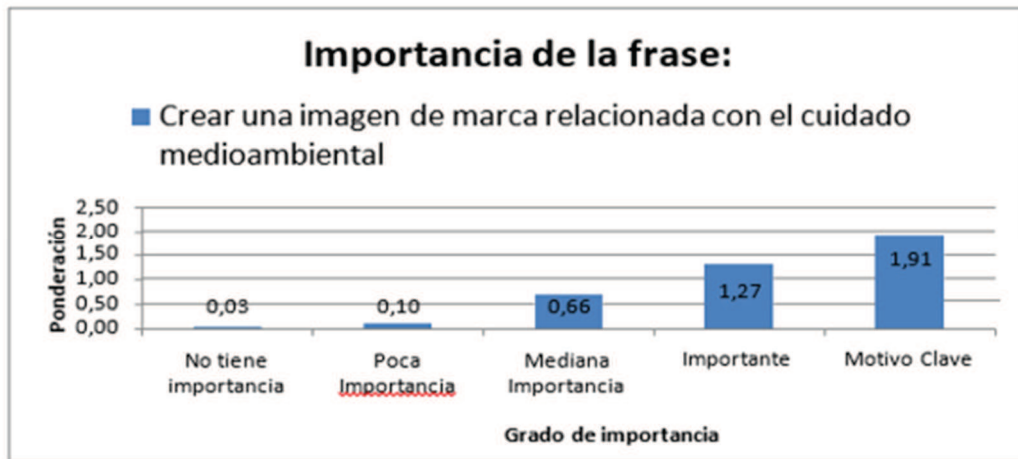 Importancia de la frase:
Crear una imagen de marca relacionada con el cuidado
medioambiental
Ponderación
2,50
2,00
1,50
1,00
0,50
0,00
0,03
0,10
0,66
1,27
1,91
No tiene
importancia
Poca
Importancia
Mediana
Importancia
Importante
Motivo Clave
Grado de importancia